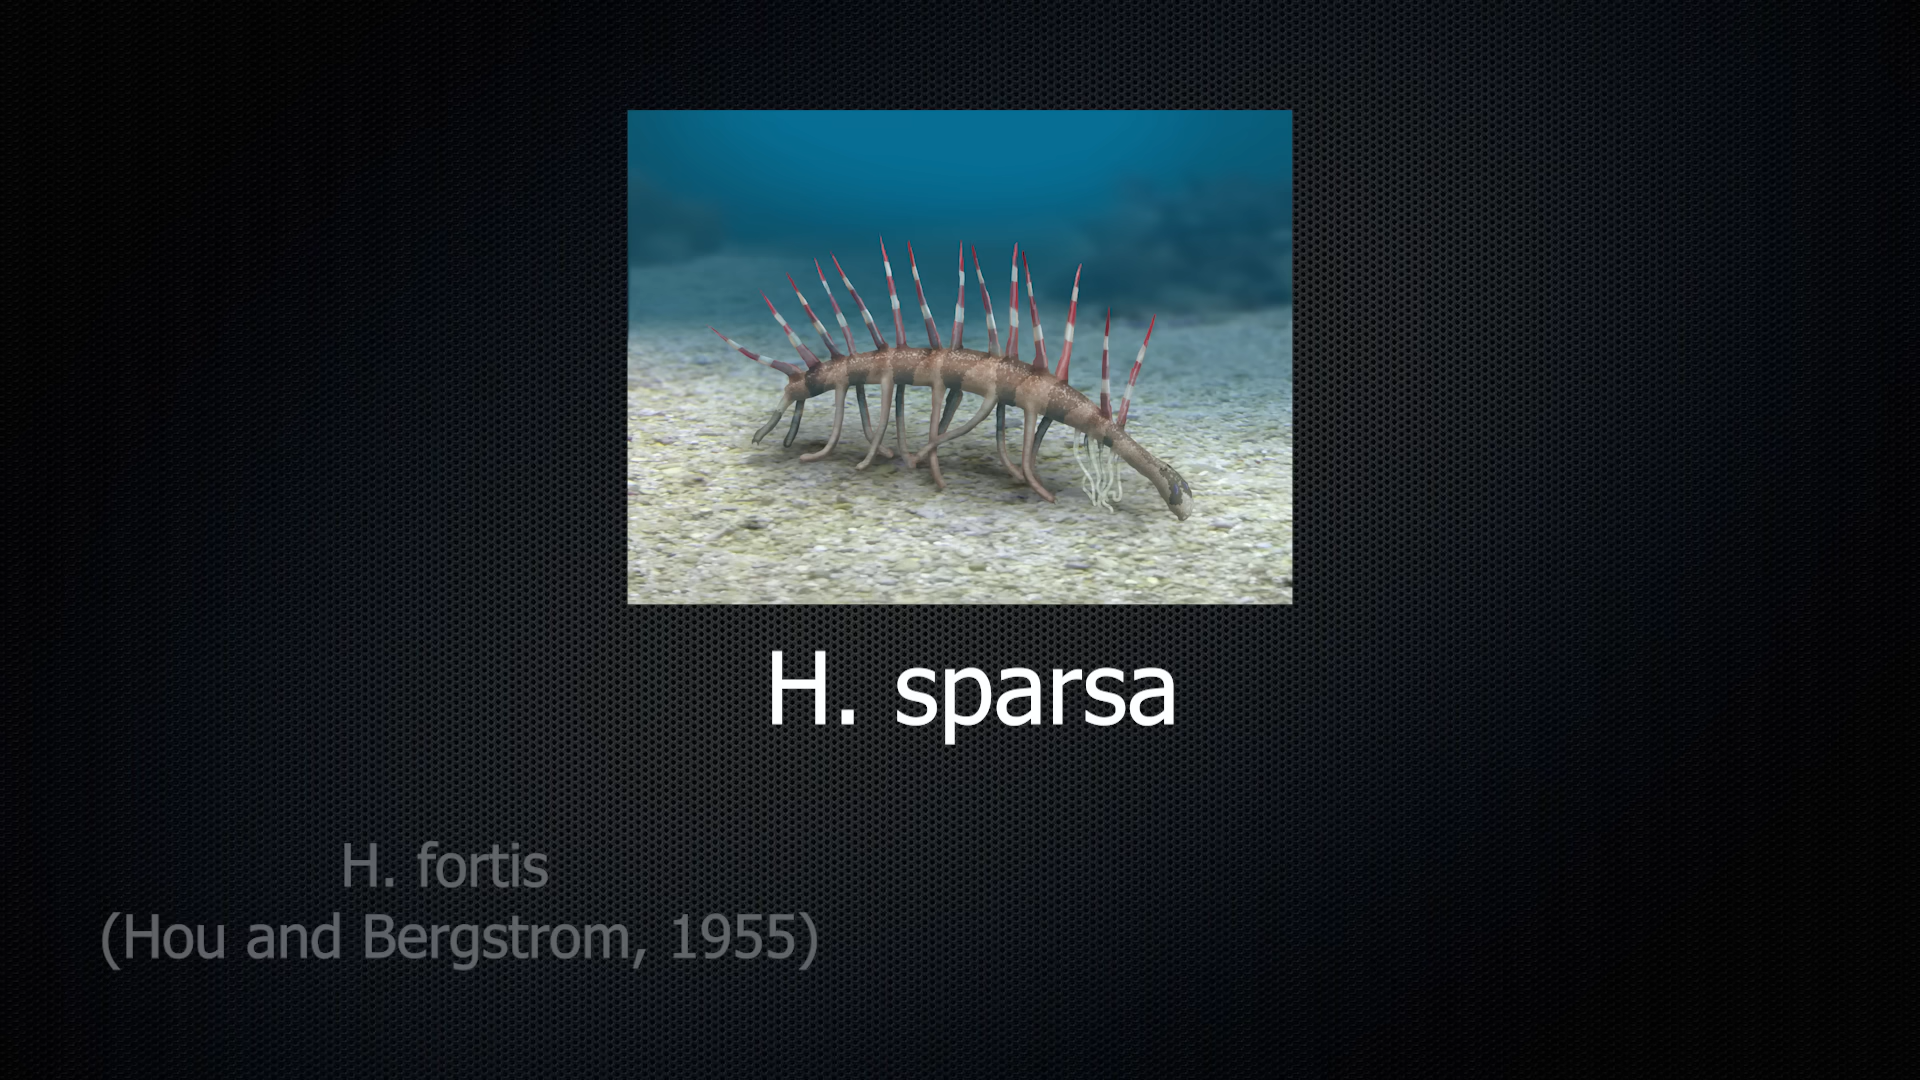 H. sparsa
H. fortis
(Hou and Bergstrom, 1955)